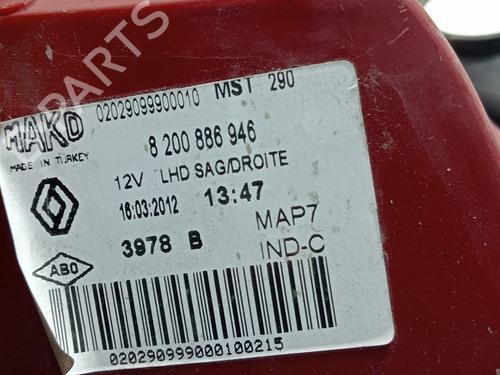 02029099900010 MST 290
MAKO
MADE IN TURKEY
8 200 886 946
12V LHD SAG/DROITE
16:03:2012 13:47
3978 B
MAP7
IND-C
ABO
020290999000100215
PARTS